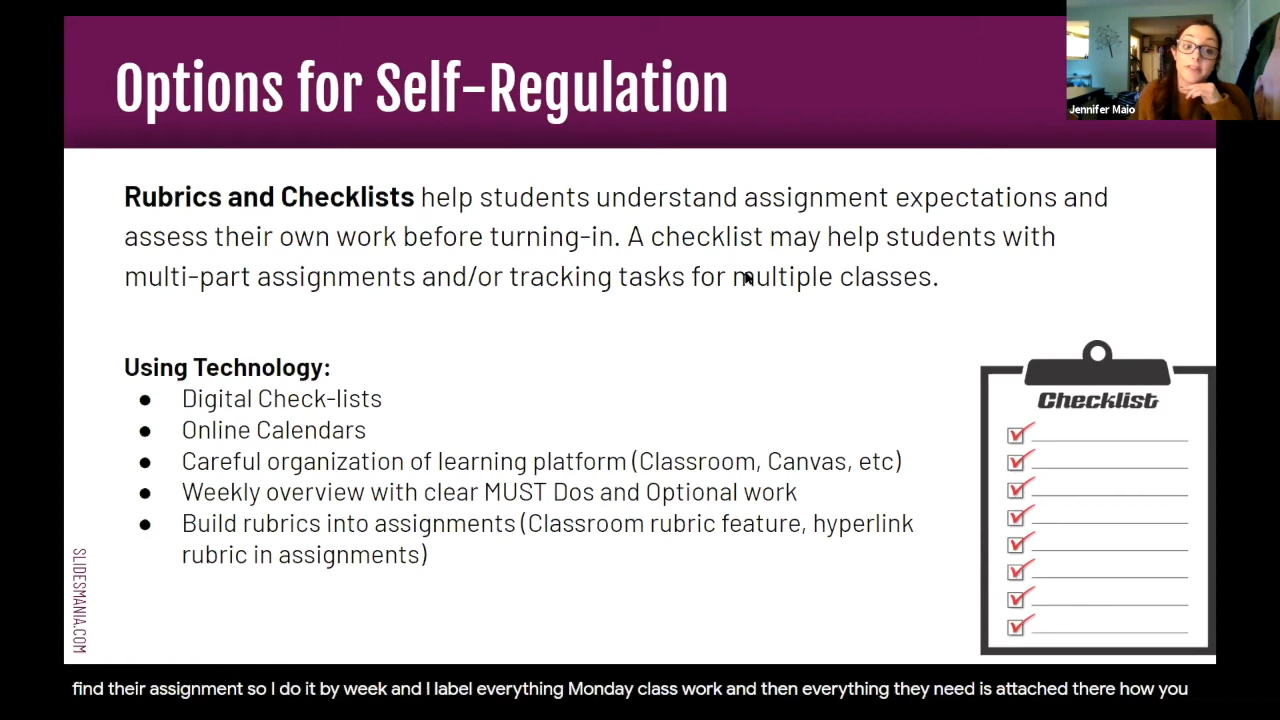 Options for Self-Regulation
Jennifer Maio
Rubrics and Checklists help students understand assignment expectations and
assess their own work before turning-in. A checklist may help students with
multi-part assignments and/or tracking tasks for multiple classes.
Using Technology:
● Digital Check-lists
● Online Calendars
● Careful organization of learning platform (Classroom, Canvas, etc)
● Weekly overview with clear MUST Dos and Optional work
● Build rubrics into assignments (Classroom rubric feature, hyperlink
rubric in assignments)
Checklist
SLIDESMANIA.COM
find their assignment so I do it by week and I label everything Monday class work and then everything they need is attached there how you